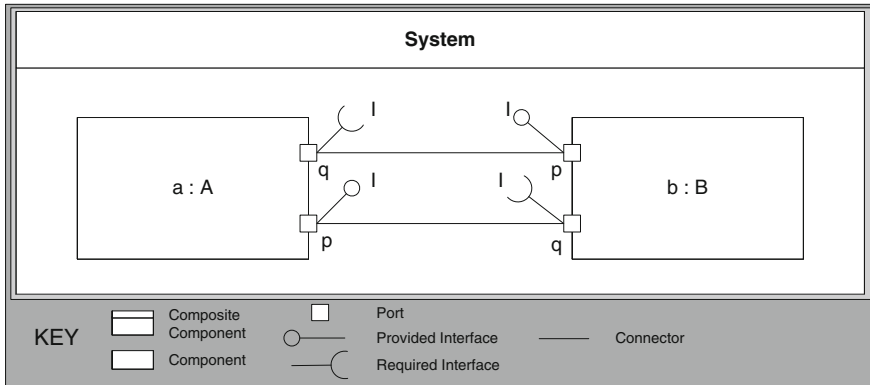 System
I
I
q
p
a : A
b : B
I
I
p
q
KEY
Composite
Component
Component
Port
Provided Interface
Required Interface
Connector